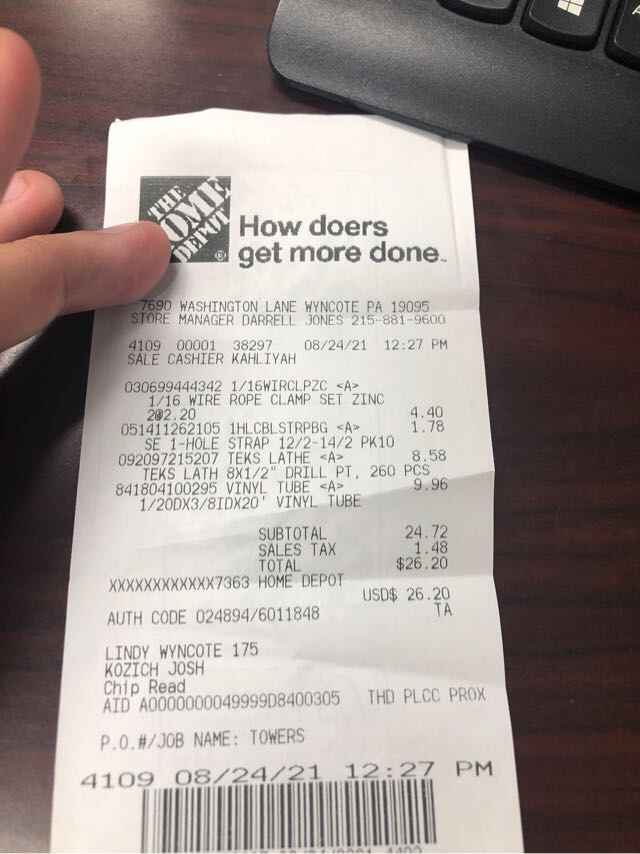 THE
HOME
DEPOT
®
How doers
get more done™
7690 WASHINGTON LANE WYNCOTE PA 19095
STORE MANAGER DARRELL JONES 215-881-9600
4109 00001 38297 08/24/21 12:27 PM
SALE CASHIER KAHLIYAH
030699444342 1/16WIRCLPZC <A>
1/16 WIRE ROPE CLAMP SET ZINC
2@2.20 4.40
051411262105 1HLCBLSTRPBG <A> 1.78
SE 1-HOLE STRAP 12/2-14/2 PK10
092097215207 TEKS LATHE <A> 8.58
TEKS LATH 8X1/2" DRILL PT, 260 PCS
841804100295 VINYL TUBE <A> 9.96
1/2ODX3/8IDX20' VINYL TUBE
SUBTOTAL 24.72
SALES TAX 1.48
TOTAL $26.20
XXXXXXXXXXXX7363 HOME DEPOT
USD$ 26.20
AUTH CODE 024894/6011848 TA
LINDY WYNCOTE 175
KOZICH JOSH
Chip Read
AID A0000000049999D8400305 THD PLCC PROX
P.O.#/JOB NAME: TOWERS
4109 08/24/21 12:27 PM